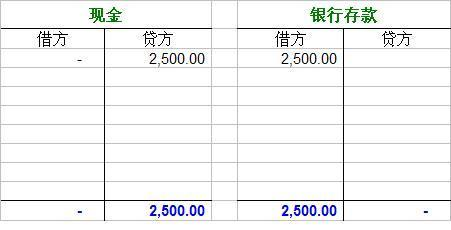 现金 银行存款
借方 贷方 借方 贷方
- 2,500.00 2,500.00
- 2,500.00 2,500.00 -